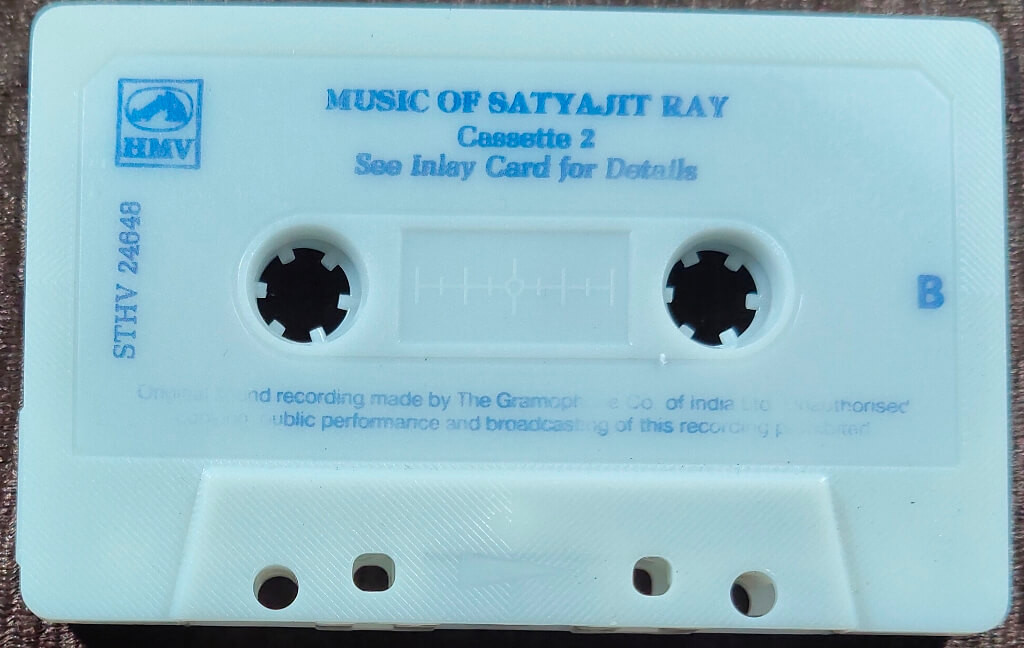 HMV
MUSIC OF SATYAJIT RAY
Cassette 2
See Inlay Card for Details
STHV 24648
B
recording made by The Co of India
public performance and broadcasting of this recording